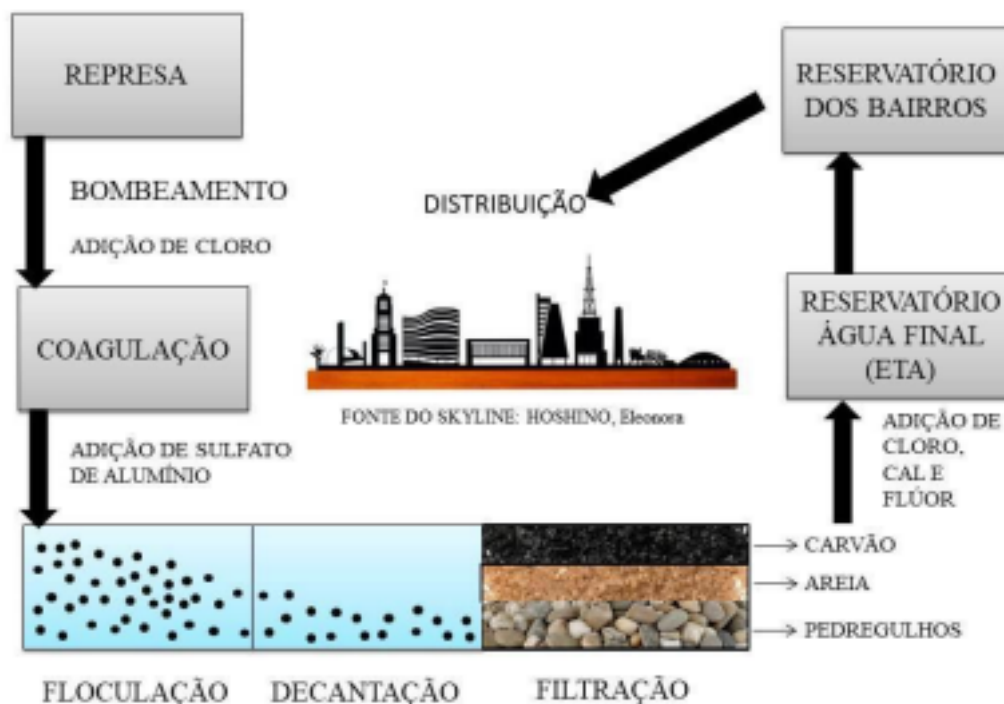 REPRESA
BOMBEAMENTO
ADIÇÃO DE CLORO
COAGULAÇÃO
ADIÇÃO DE SULFATO
DE ALUMÍNIO
FLOCULAÇÃO
DECANTAÇÃO
FILTRAÇÃO
CARVÃO
AREIA
PEDREGULHOS
ADIÇÃO DE
CLORO,
CAL E
FLÚOR
RESERVATÓRIO
ÁGUA FINAL
(ETA)
RESERVATÓRIO
DOS BAIRROS
DISTRIBUIÇÃO
FONTE DO SKYLINE: HOSHINO, Eleonora